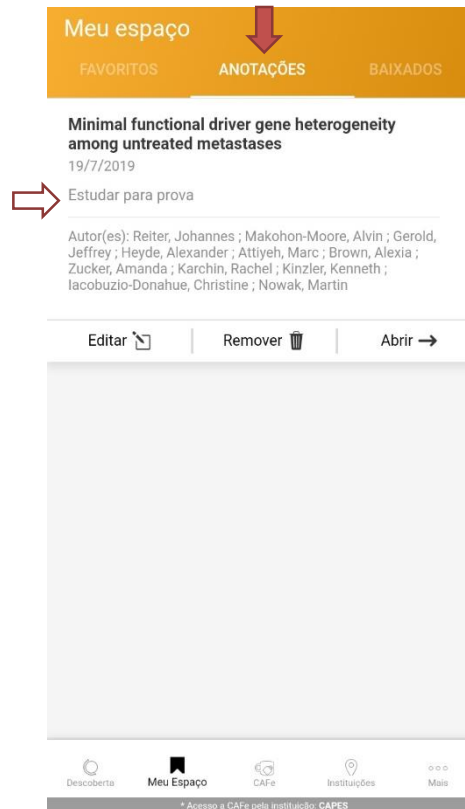 Meu espaço
FAVORITOS ANOTAÇÕES BAIXADOS
Minimal functional driver gene heterogeneity
among untreated metastases
19/7/2019
Estudar para prova
Autor(es): Reiter, Johannes ; Makohon-Moore, Alvin ; Gerold,
Jeffrey ; Heyde, Alexander ; Attiyeh, Marc ; Brown, Alexia ;
Zucker, Amanda ; Karchin, Rachel ; Kinzler, Kenneth ;
Iacobuzio-Donahue, Christine ; Nowak, Martin
Editar Remover Abrir
Descoberta Meu Espaço CAFe Instituições Mais
* Acesso a CAFe pela instituição: CAPES